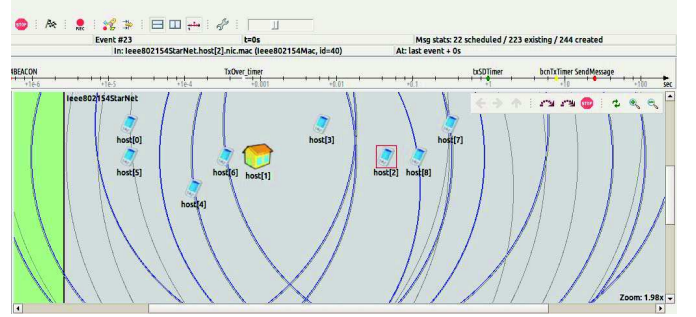 STOP
REC
Event #23
t=0s
Msg stats: 22 scheduled / 223 existing / 244 created
In: Ieee802154StarNet.host[2].nic.mac (Ieee802154Mac, id=40)
At: last event + 0s
BEACON
TxOver_timer
txSDTimer
bcnTxTimer
SendMessage
+1e-6
+1e-5
+1e-4
+0.001
+0.01
+0.1
+1
+10
+100
sec
Ieee802154StarNet
STOP
host[0]
host[3]
host[7]
host[5]
host[6]
host[1]
host[2]
host[8]
host[4]
Zoom: 1.98x